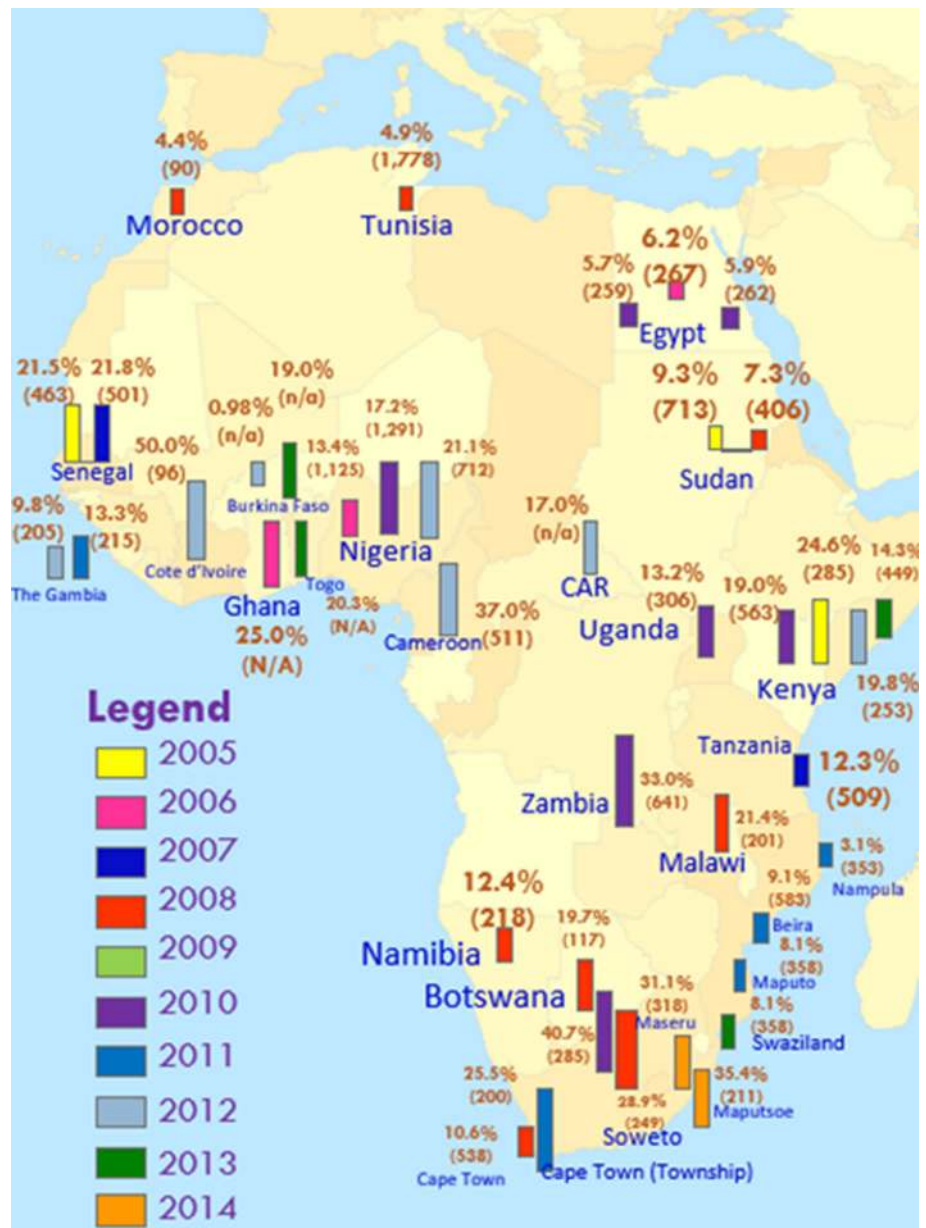 4.4%
(90)
Morocco
4.9%
(1,778)
Tunisia
6.2%
(267)
5.7%
(259)
5.9%
(262)
Egypt
9.3%
(713)
7.3%
(406)
Sudan
21.5%
(463)
21.8%
(501)
Senegal
9.8%
(205)
13.3%
(215)
The Gambia
50.0%
(96)
Cote d'Ivoire
0.98%
(n/a)
19.0%
(n/a)
Burkina Faso
13.4%
(1,125)
17.2%
(1,291)
21.1%
(712)
Nigeria
Togo
20.3%
(N/A)
Ghana
25.0%
(N/A)
Cameroon
37.0%
(511)
17.0%
(n/a)
CAR
13.2%
(306)
Uganda
19.0%
(563)
24.6%
(285)
14.3%
(449)
Kenya
19.8%
(253)
Tanzania
12.3%
(509)
Zambia
33.0%
(641)
21.4%
(201)
Malawi
3.1%
(353)
Nampula
9.1%
(583)
Beira
8.1%
(358)
Maputo
8.1%
(358)
Swaziland
12.4%
(218)
Namibia
19.7%
(117)
Botswana
40.7%
(285)
31.1%
(318)
Maseru
35.4%
(211)
Maputsoe
28.9%
(249)
Soweto
25.5%
(200)
10.6%
(538)
Cape Town
Cape Town (Township)
Legend
2005
2006
2007
2008
2009
2010
2011
2012
2013
2014